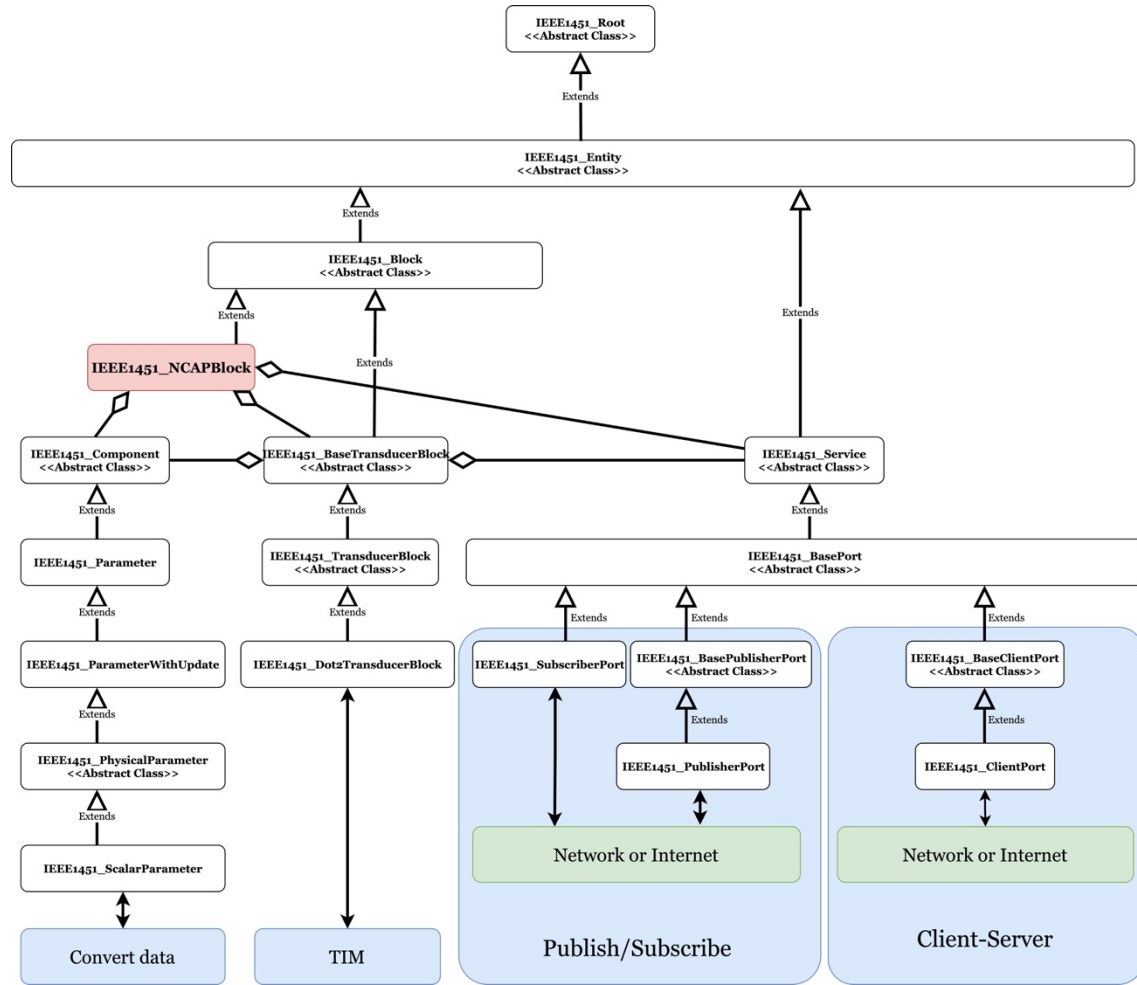 IEEE1451_Root
<<Abstract Class>>
Extends
IEEE1451_Entity
<<Abstract Class>>
Extends
IEEE1451_Block
<<Abstract Class>>
Extends
Extends
Extends
IEEE1451_NCAPBlock
IEEE1451_Component
<<Abstract Class>>
IEEE1451_BaseTransducerBlock
<<Abstract Class>>
IEEE1451_Service
<<Abstract Class>>
Extends
Extends
Extends
IEEE1451_Parameter
IEEE1451_TransducerBlock
<<Abstract Class>>
IEEE1451_BasePort
<<Abstract Class>>
Extends
Extends
Extends
Extends
Extends
IEEE1451_ParameterWithUpdate
IEEE1451_Dot2TransducerBlock
IEEE1451_SubscriberPort
IEEE1451_BasePublisherPort
<<Abstract Class>>
IEEE1451_BaseClientPort
<<Abstract Class>>
Extends
Extends
Extends
IEEE1451_PhysicalParameter
<<Abstract Class>>
IEEE1451_PublisherPort
IEEE1451_ClientPort
Extends
IEEE1451_ScalarParameter
Network or Internet
Network or Internet
Convert data
TIM
Publish/Subscribe
Client-Server